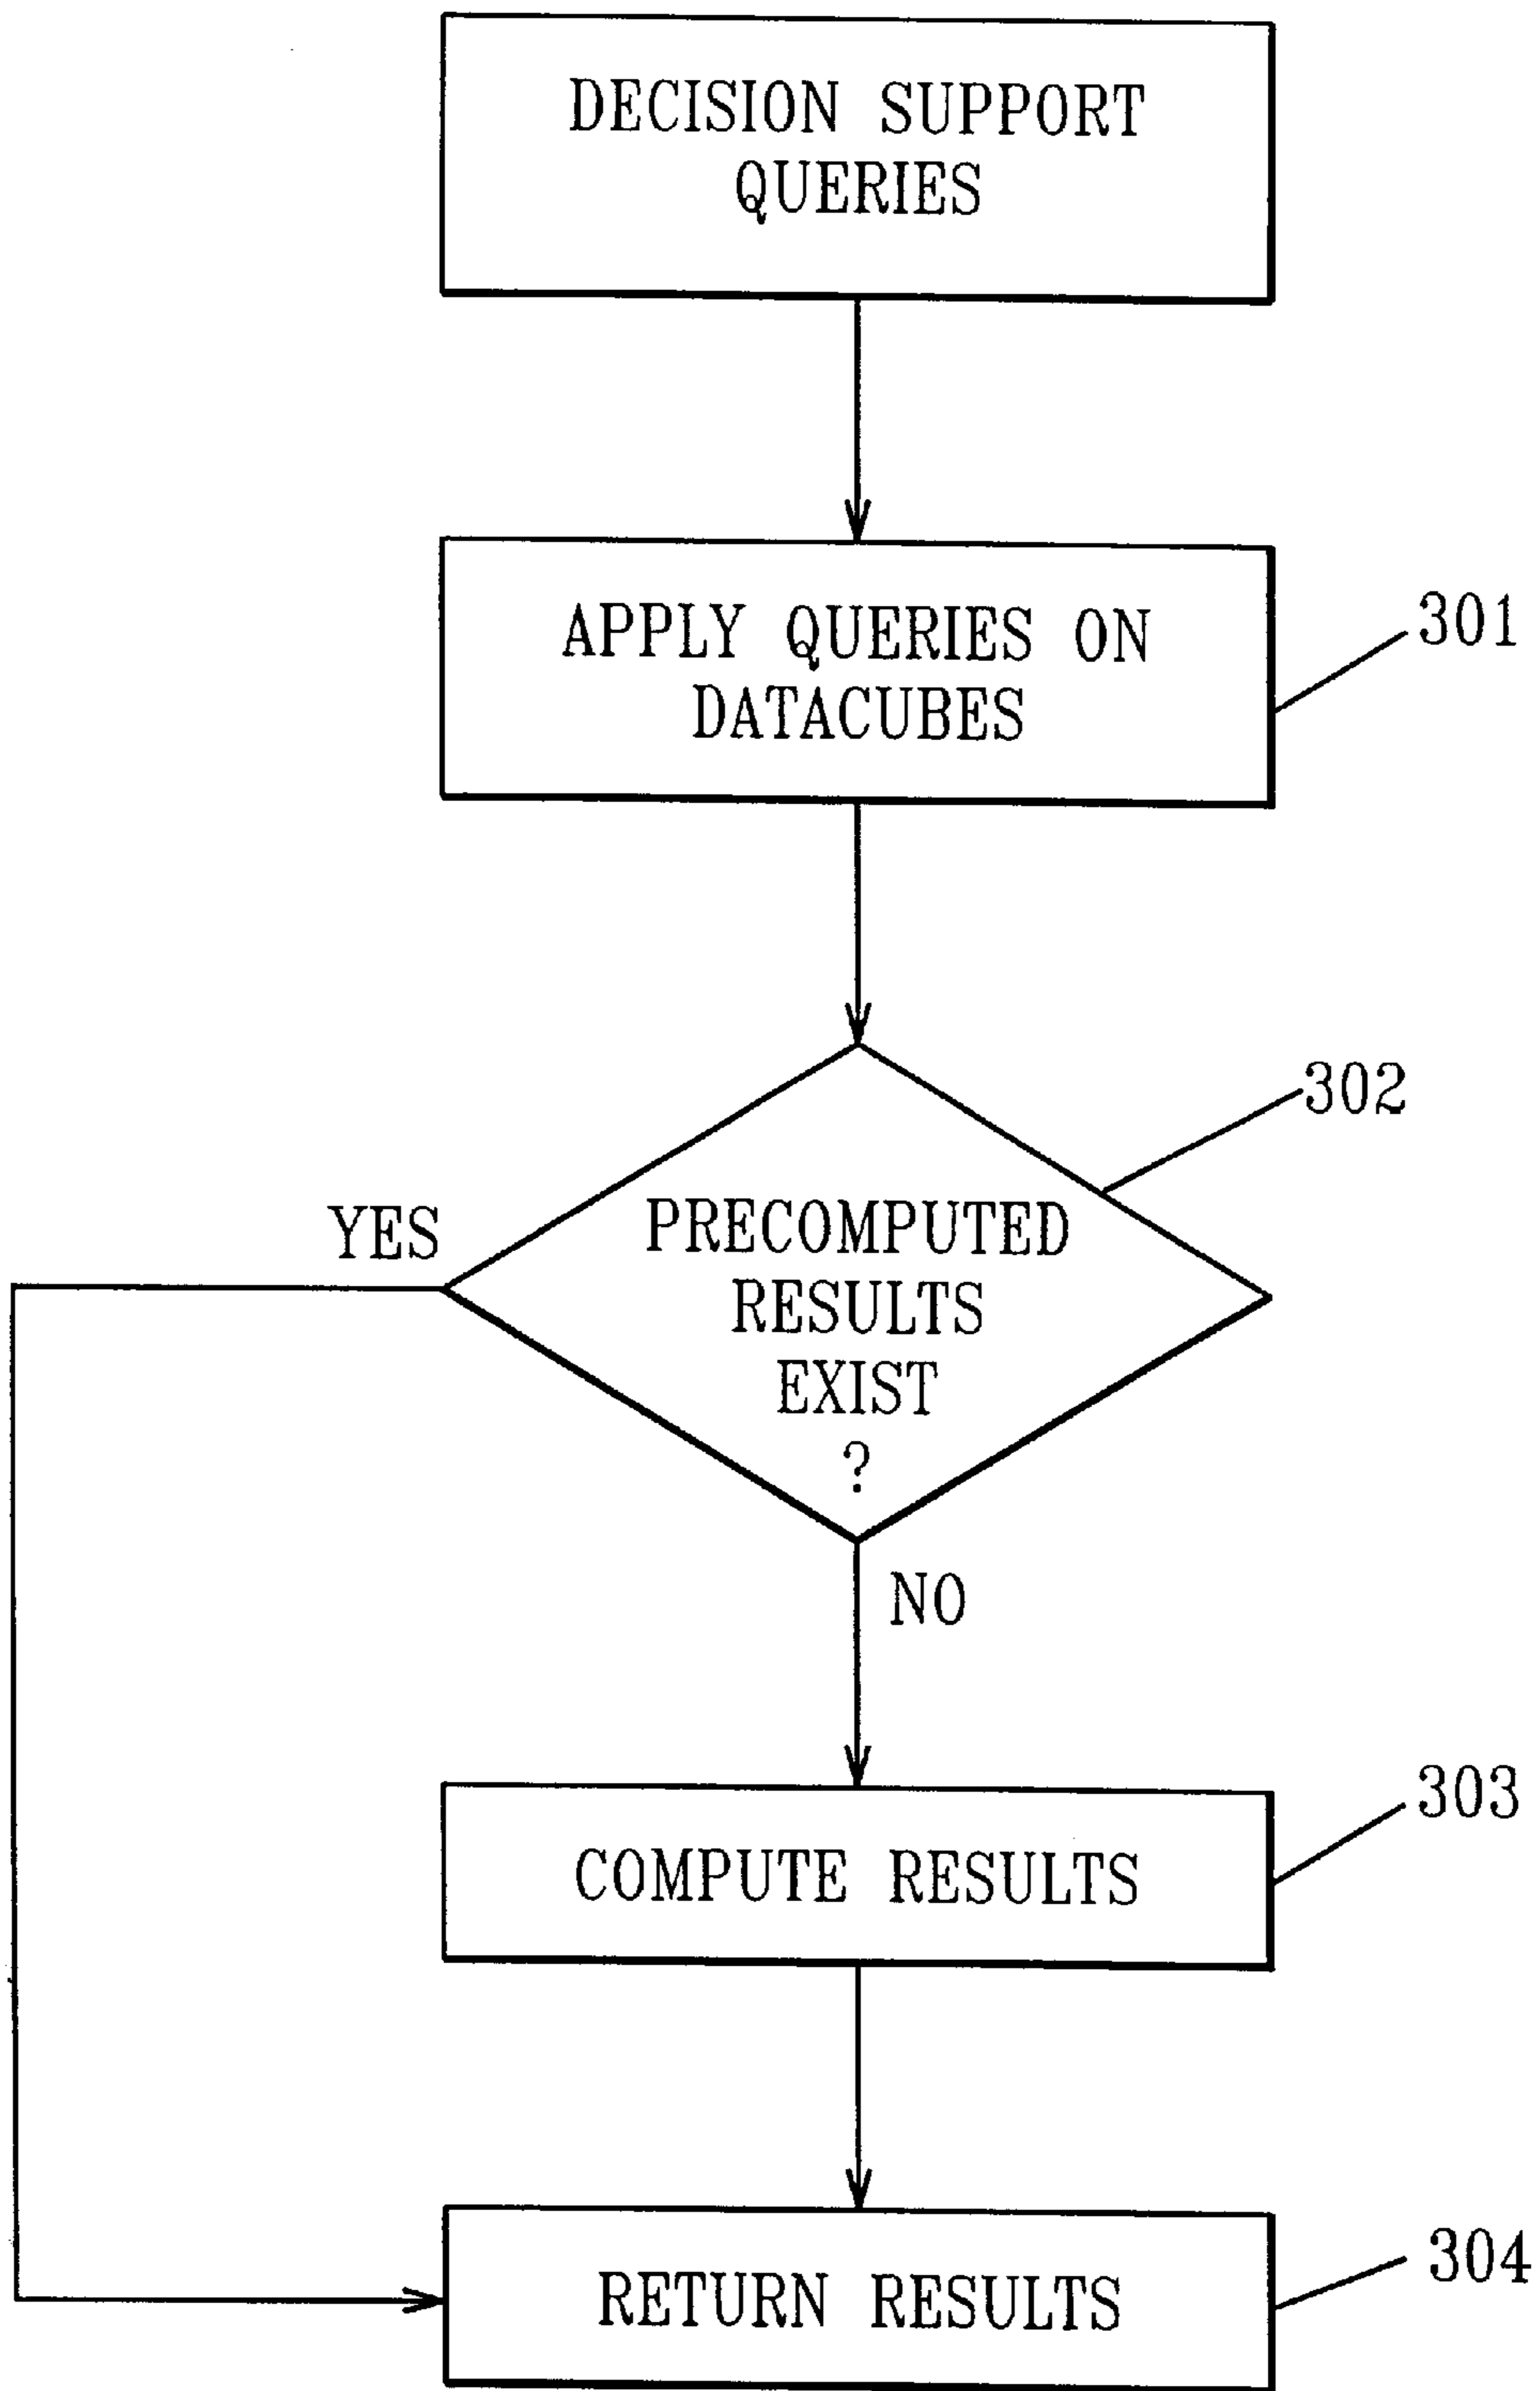 DECISION SUPPORT
QUERIES
APPLY QUERIES ON
DATACUBES
301
302
YES
PRECOMPUTED
RESULTS
EXIST
?
NO
303
COMPUTE RESULTS
304
RETURN RESULTS